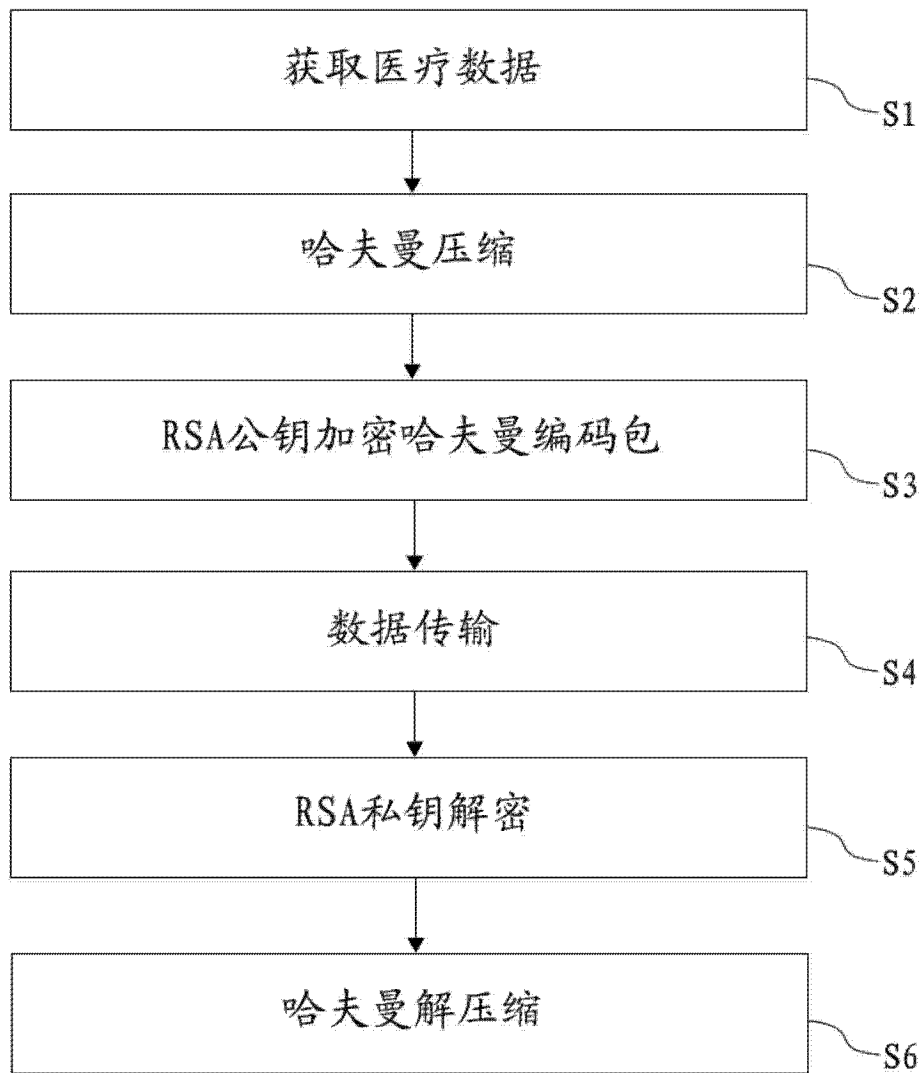 获取医疗数据
S1
哈夫曼压缩
S2
RSA公钥加密哈夫曼编码包
S3
数据传输
S4
RSA私钥解密
S5
哈夫曼解压缩
S6